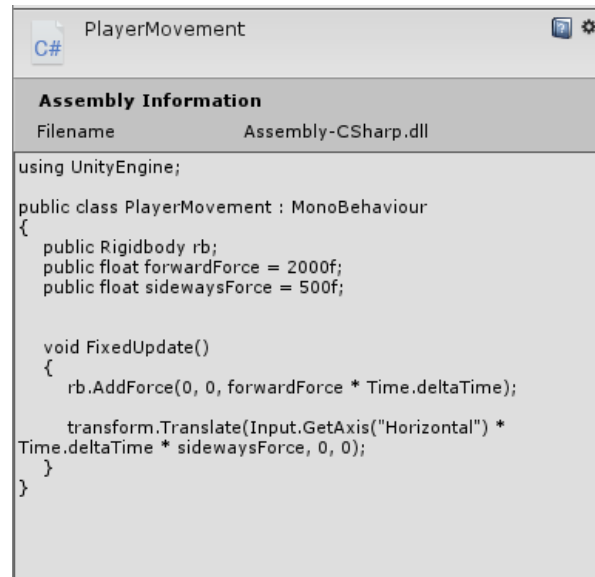 PlayerMovement
C#
Assembly Information
Filename Assembly-CSharp.dll
using UnityEngine;
public class PlayerMovement : MonoBehaviour
{
public Rigidbody rb;
public float forwardForce = 2000f;
public float sidewaysForce = 500f;
void FixedUpdate()
{
rb.AddForce(0, 0, forwardForce * Time.deltaTime);
transform.Translate(Input.GetAxis("Horizontal") *
Time.deltaTime * sidewaysForce, 0, 0);
}
}